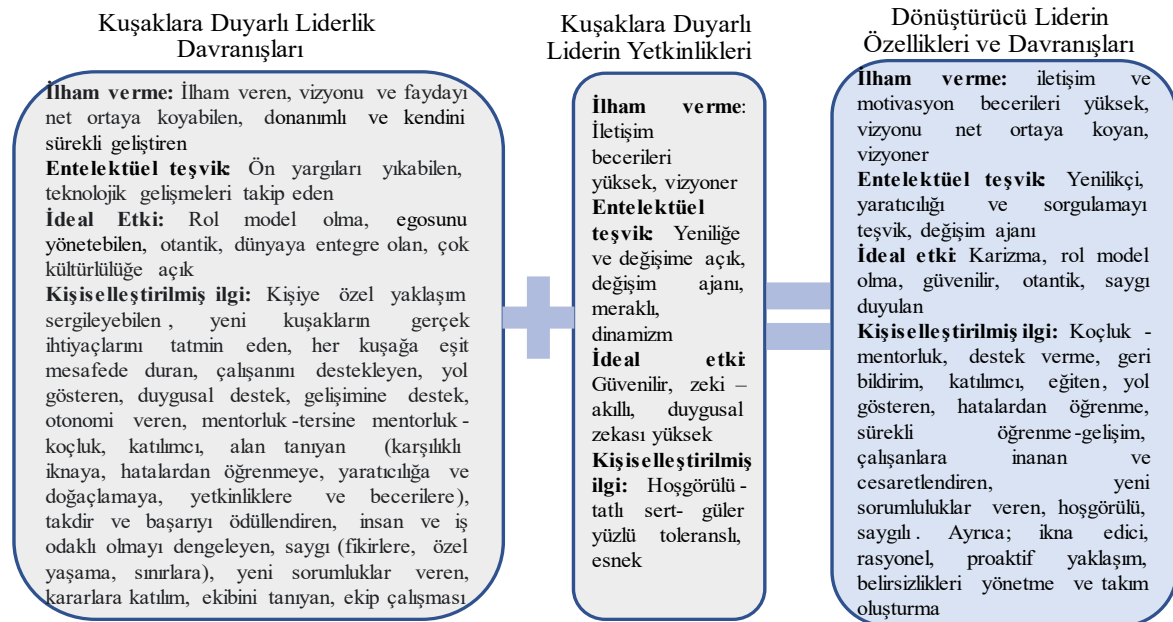 Kuşaklara Duyarlı Liderlik
Davranışları
İlham verme: İlham veren, vizyonu ve faydayı
net ortaya koyabilen, donanımlı ve kendini
sürekli geliştiren
Entelektüel teşvik: Ön yargıları yıkabilen,
teknolojik gelişmeleri takip eden
İdeal Etki: Rol model olma, egosunu
yönetebilen, otantik, dünyaya entegre olan, çok
kültürlülüğe açık
Kişiselleştirilmiş ilgi: Kişiye özel yaklaşım
sergileyebilen , yeni kuşakların gerçek
ihtiyaçlarını tatmin eden, her kuşağa eşit
mesafede duran, çalışanını destekleyen, yol
gösteren, duygusal destek, gelişimine destek,
otonomi veren, mentorluk -tersine mentorluk -
koçluk, katılımcı, alan tanıyan (karşılıklı
iknaya, hatalardan öğrenmeye, yaratıcılığa ve
doğaçlamaya, yetkinliklere ve becerilere),
takdir ve başarıyı ödüllendiren, insan ve iş
odaklı olmayı dengeleyen, saygı (fikirlere, özel
yaşama, sınırlara), yeni sorumluklar veren,
kararlara katılım, ekibini tanıyan, ekip çalışması
Kuşaklara Duyarlı
Liderin Yetkinlikleri
İlham verme:
İletişim
becerileri
yüksek, vizyoner
Entelektüel
teşvik: Yeniliğe
ve değişime açık,
değişim ajanı,
meraklı,
dinamizm
İdeal etki:
Güvenilir, zeki –
akıllı, duygusal
zekası yüksek
Kişiselleştirilmiş
ilgi: Hoşgörülü -
tatlı sert- güler
yüzlü toleranslı,
esnek
Dönüştürücü Liderin
Özellikleri ve Davranışları
İlham verme: iletişim ve
motivasyon becerileri yüksek,
vizyonu net ortaya koyan,
vizyoner
Entelektüel teşvik: Yenilikçi,
yaratıcılığı ve sorgulamayı
teşvik, değişim ajanı
İdeal etki: Karizma, rol model
olma, güvenilir, otantik, saygı
duyulan
Kişiselleştirilmiş ilgi: Koçluk -
mentorluk, destek verme, geri
bildirim, katılımcı, eğiten, yol
gösteren, hatalardan öğrenme,
sürekli öğrenme -gelişim,
çalışanlara inanan ve
cesaretlendiren, yeni
sorumluluklar veren, hoşgörülü,
saygılı . Ayrıca; ikna edici,
rasyonel, proaktif yaklaşım,
belirsizlikleri yönetme ve takım
oluşturma